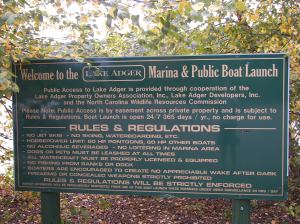 Welcome to the LAKE ADGER Marina & Public Boat Launch
Public Access to Lake Adger is provided through cooperation of the
Lake Adger Property Owners Association, Inc., Lake Adger Developers, Inc.
and the North Carolina Wildlife Resources Commission
Please Note: Public Access is by easement across private property and is subject to
Rules & Regulations. Boat Launch is open 24/7 365 days / yr., no charge for use.
RULES & REGULATIONS
NO JET SKIS - NO SKIING, WATERBOARDING, ETC.
HORSEPOWER LIMIT: 60 HP PONTOONS, 50 HP OTHER BOATS
NO ALCOHOLIC BEVERAGES - NO LOITERING IN MARINA AREA
DOGS OR PETS MUST BE LEASHED AT ALL TIMES
ALL WATERCRAFT MUST BE PROPERLY LICENSED & EQUIPPED
NO FISHING FROM BANKS OR DOCK
BOATERS ARE ENCOURAGED TO CREATE NO APPRECIABLE WAKE AFTER DARK
FIREARMS OR CONCEALED WEAPONS STRICTLY PROHIBITED
RULES & REGULATIONS WILL BE STRICTLY ENFORCED